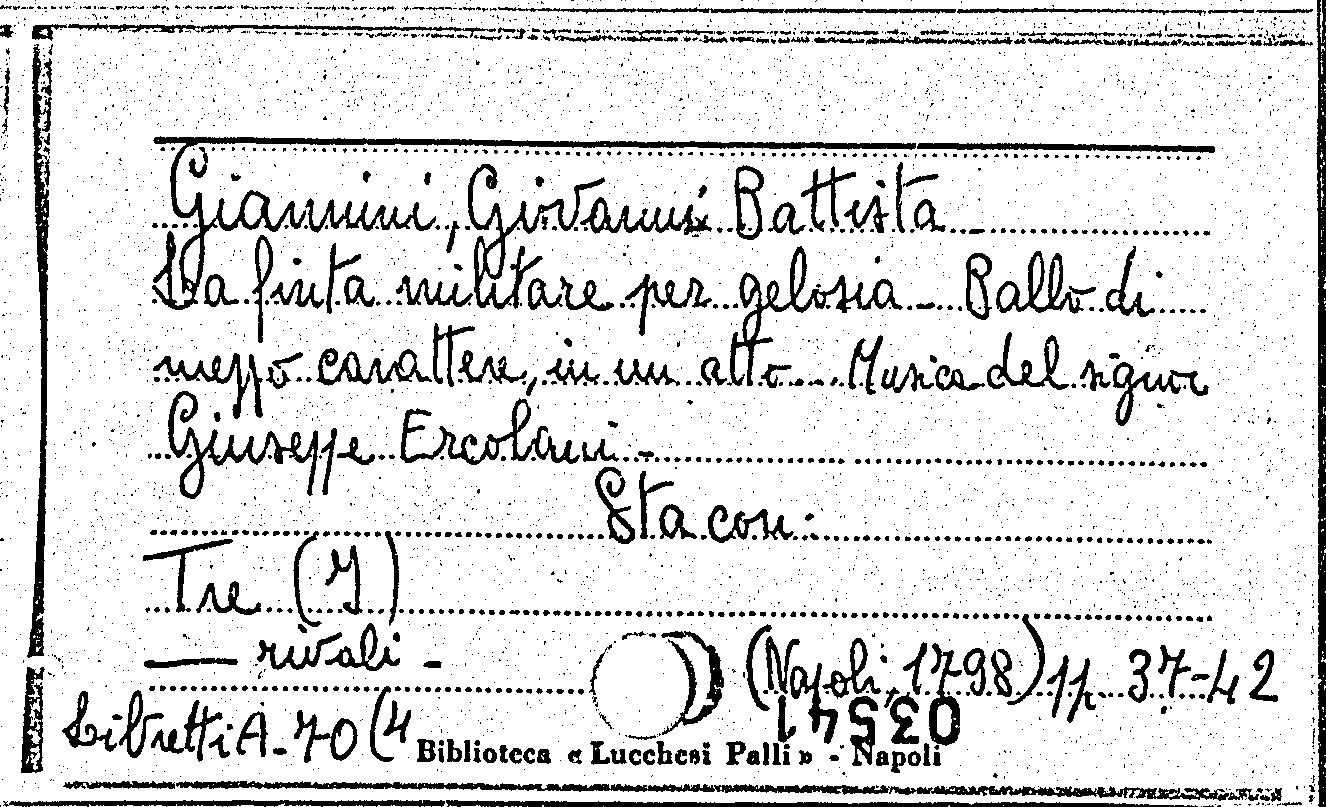 Giannini, Giovanni Battista
La finta militare per gelosia - Ballo di
mezzo carattere, in un atto... Musica del signor
Giuseppe Ercolani -
Sta con:
Tre (I)
— rivali -
(Napoli, 1798) pp. 37-42
Libretti A-70 (4
03541
Biblioteca « Lucchesi Palli » - Napoli